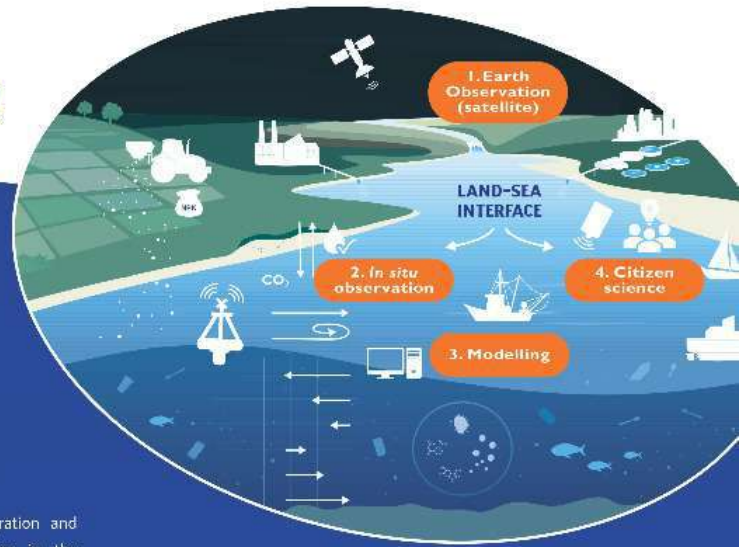 1. Earth
Observation
(satellite)
LAND-SEA
INTERFACE
NPK
CO₂
2. In situ
observation
4. Citizen
science
3. Modelling
ration and